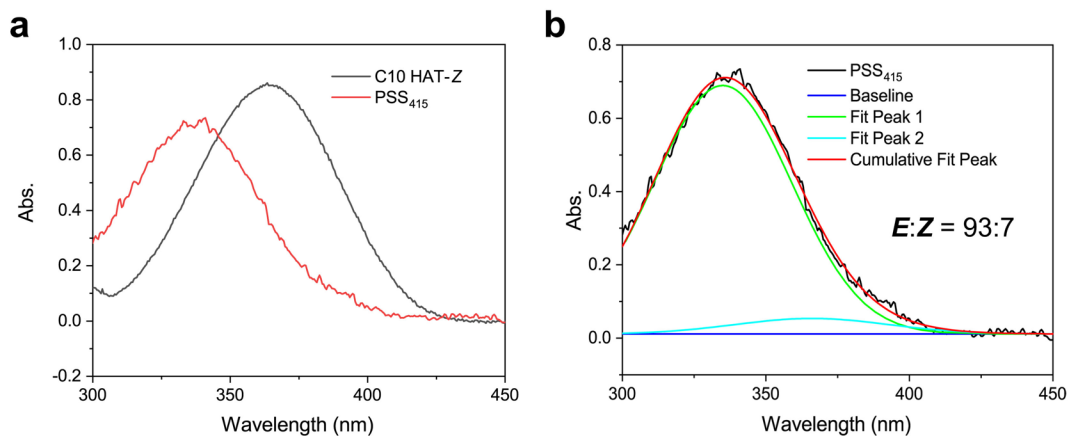 a
1.0
0.8
0.6
0.4
0.2
0.0
-0.2
Abs.
300
350
400
450
Wavelength (nm)
C10 HAT-Z
PSS415
b
0.8
0.6
0.4
0.2
0.0
Abs.
300
350
400
450
Wavelength (nm)
PSS415
Baseline
Fit Peak 1
Fit Peak 2
Cumulative Fit Peak
E:Z = 93:7